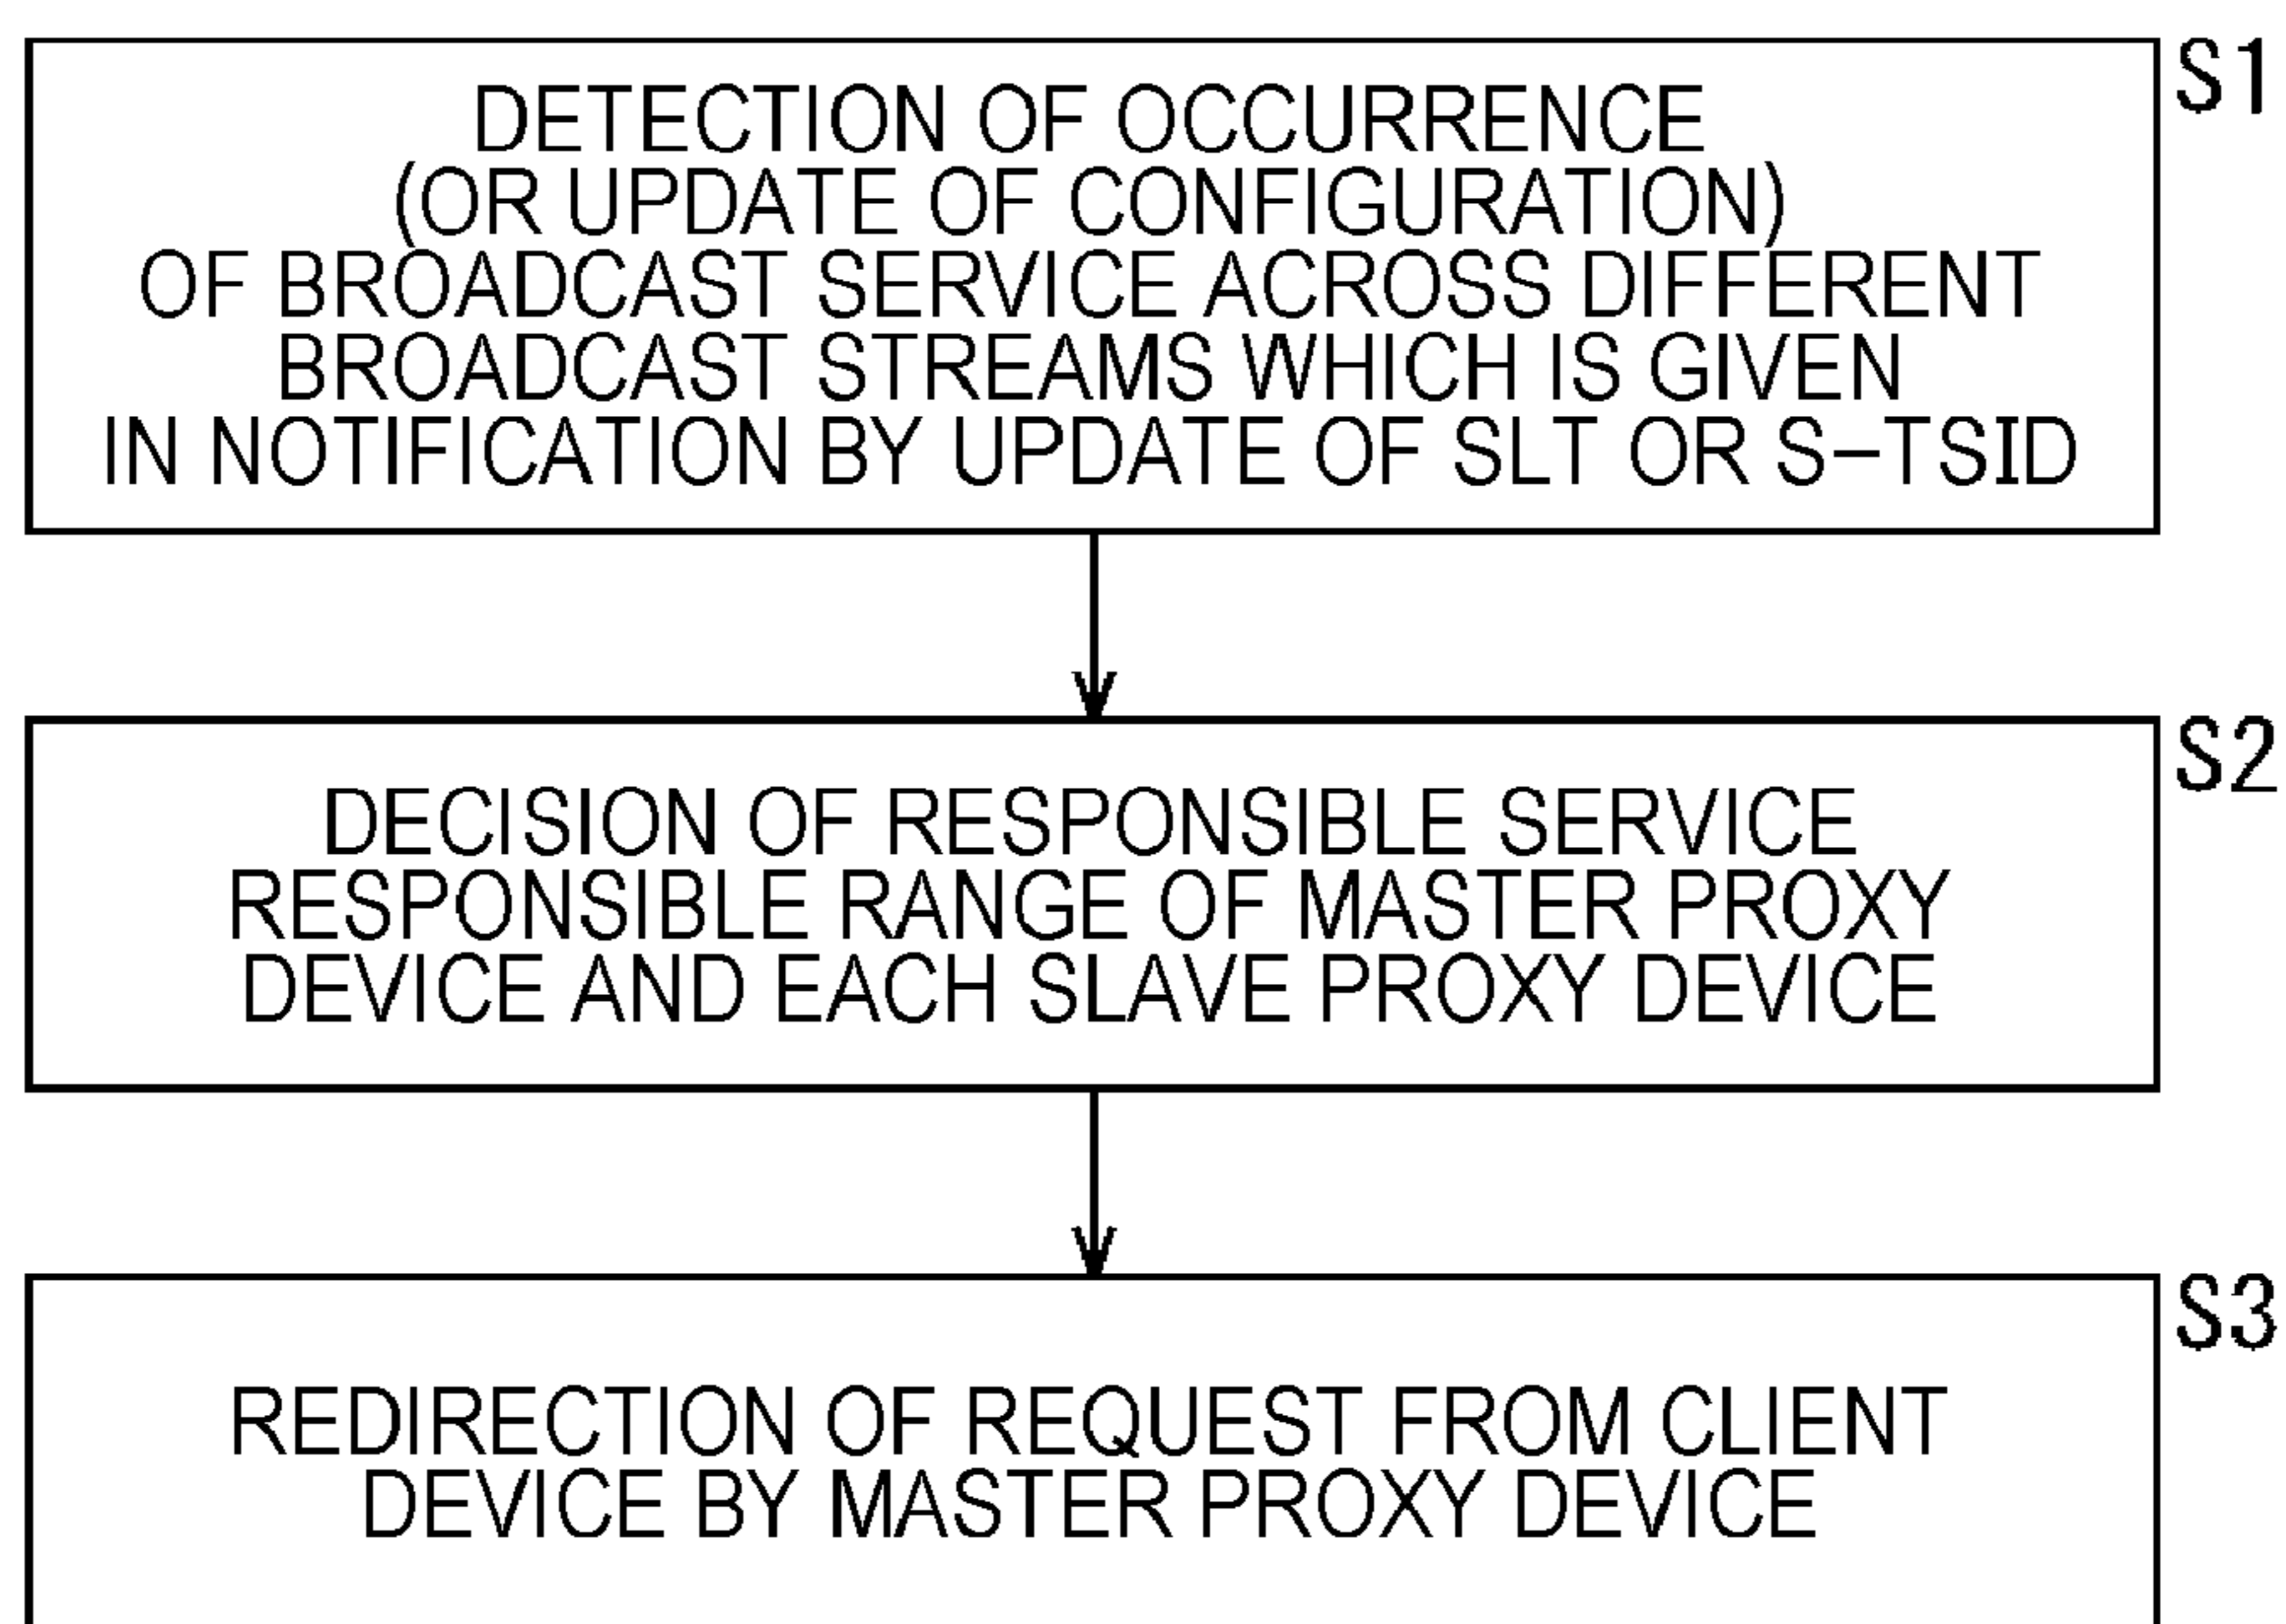 S1
DETECTION OF OCCURRENCE
(OR UPDATE OF CONFIGURATION)
OF BROADCAST SERVICE ACROSS DIFFERENT
BROADCAST STREAMS WHICH IS GIVEN
IN NOTIFICATION BY UPDATE OF SLT OR S-TSID
S2
DECISION OF RESPONSIBLE SERVICE
RESPONSIBLE RANGE OF MASTER PROXY
DEVICE AND EACH SLAVE PROXY DEVICE
S3
REDIRECTION OF REQUEST FROM CLIENT
DEVICE BY MASTER PROXY DEVICE